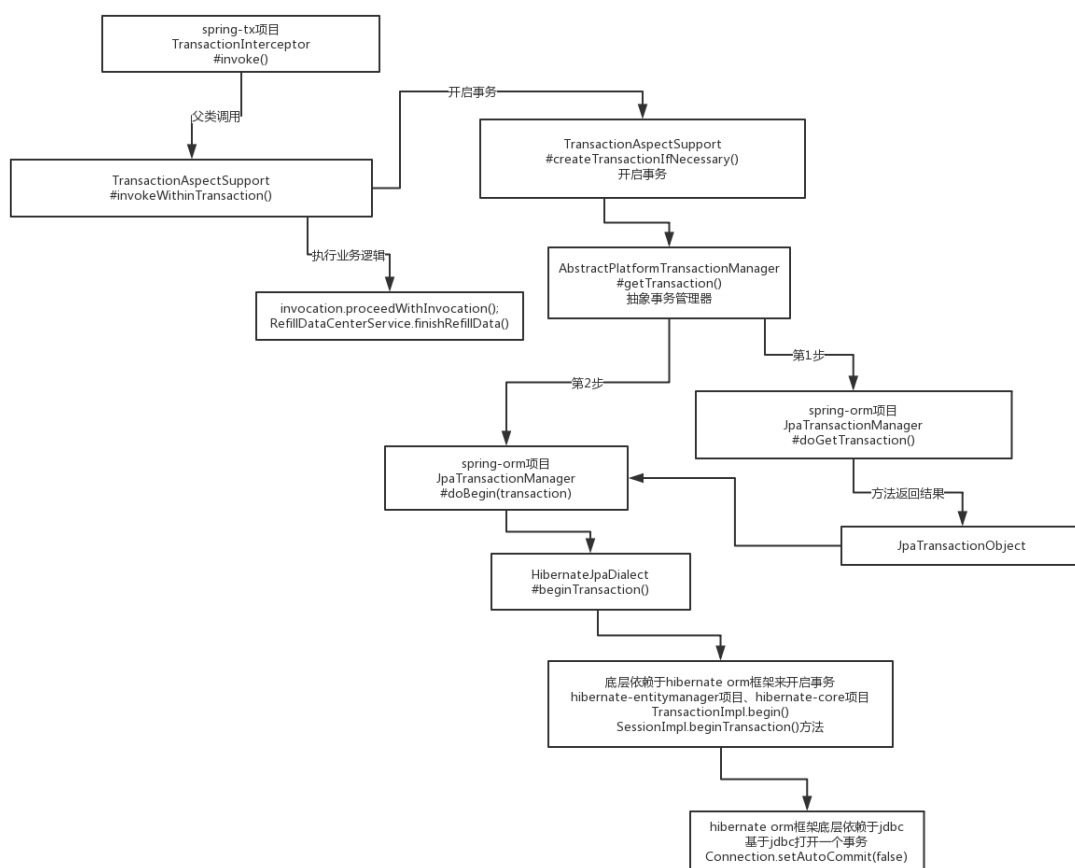 spring-tx项目
TransactionInterceptor
#invoke()
父类调用
开启事务
TransactionAspectSupport
#invokeWithinTransaction()
TransactionAspectSupport
#createTransactionIfNecessary()
开启事务
执行业务逻辑
invocation.proceedWithInvocation();
RefillDataCenterService.finishRefillData()
AbstractPlatformTransactionManager
#getTransaction()
抽象事务管理器
第1步
第2步
spring-orm项目
JpaTransactionManager
#doGetTransaction()
spring-orm项目
JpaTransactionManager
#doBegin(transaction)
方法返回结果
JpaTransactionObject
HibernateJpaDialect
#beginTransaction()
底层依赖于hibernate orm框架来开启事务
hibernate-entitymanager项目、hibernate-core项目
TransactionImpl.begin()
SessionImpl.beginTransaction()方法
hibernate orm框架底层依赖于jdbc
基于jdbc打开一个事务
Connection.setAutoCommit(false)